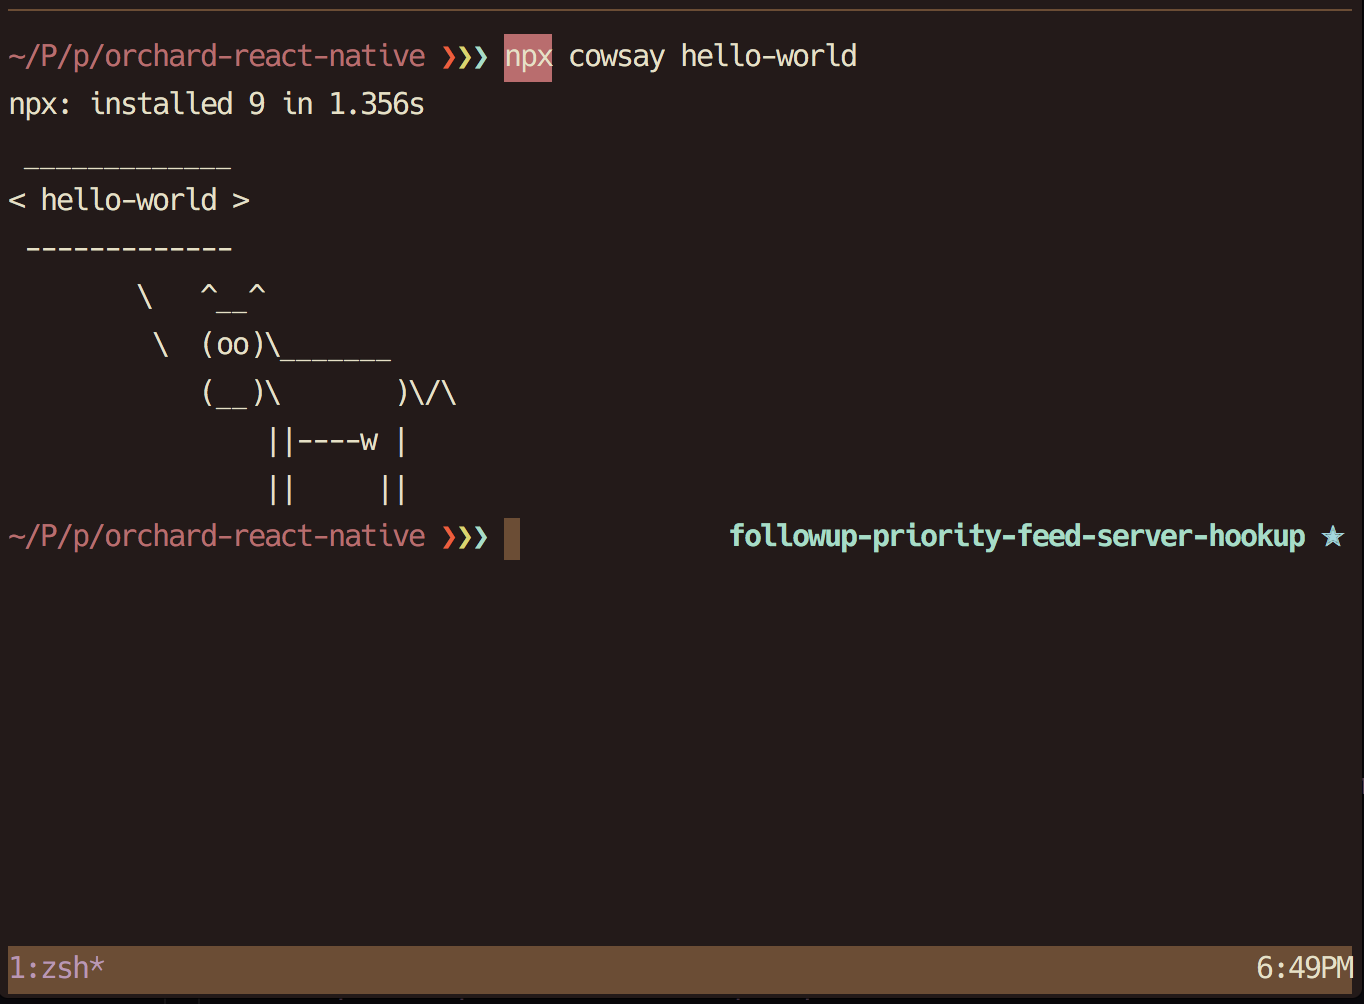 ~/P/p/orchard-react-native ❯❯❯ npx cowsay hello-world
npx: installed 9 in 1.356s
 _____________
< hello-world >
 -------------
        \   ^__^
         \  (oo)\_______
            (__)\       )\/\
                ||----w |
                ||     ||
~/P/p/orchard-react-native ❯❯❯ followup-priority-feed-server-hookup ★
1:zsh* 6:49PM